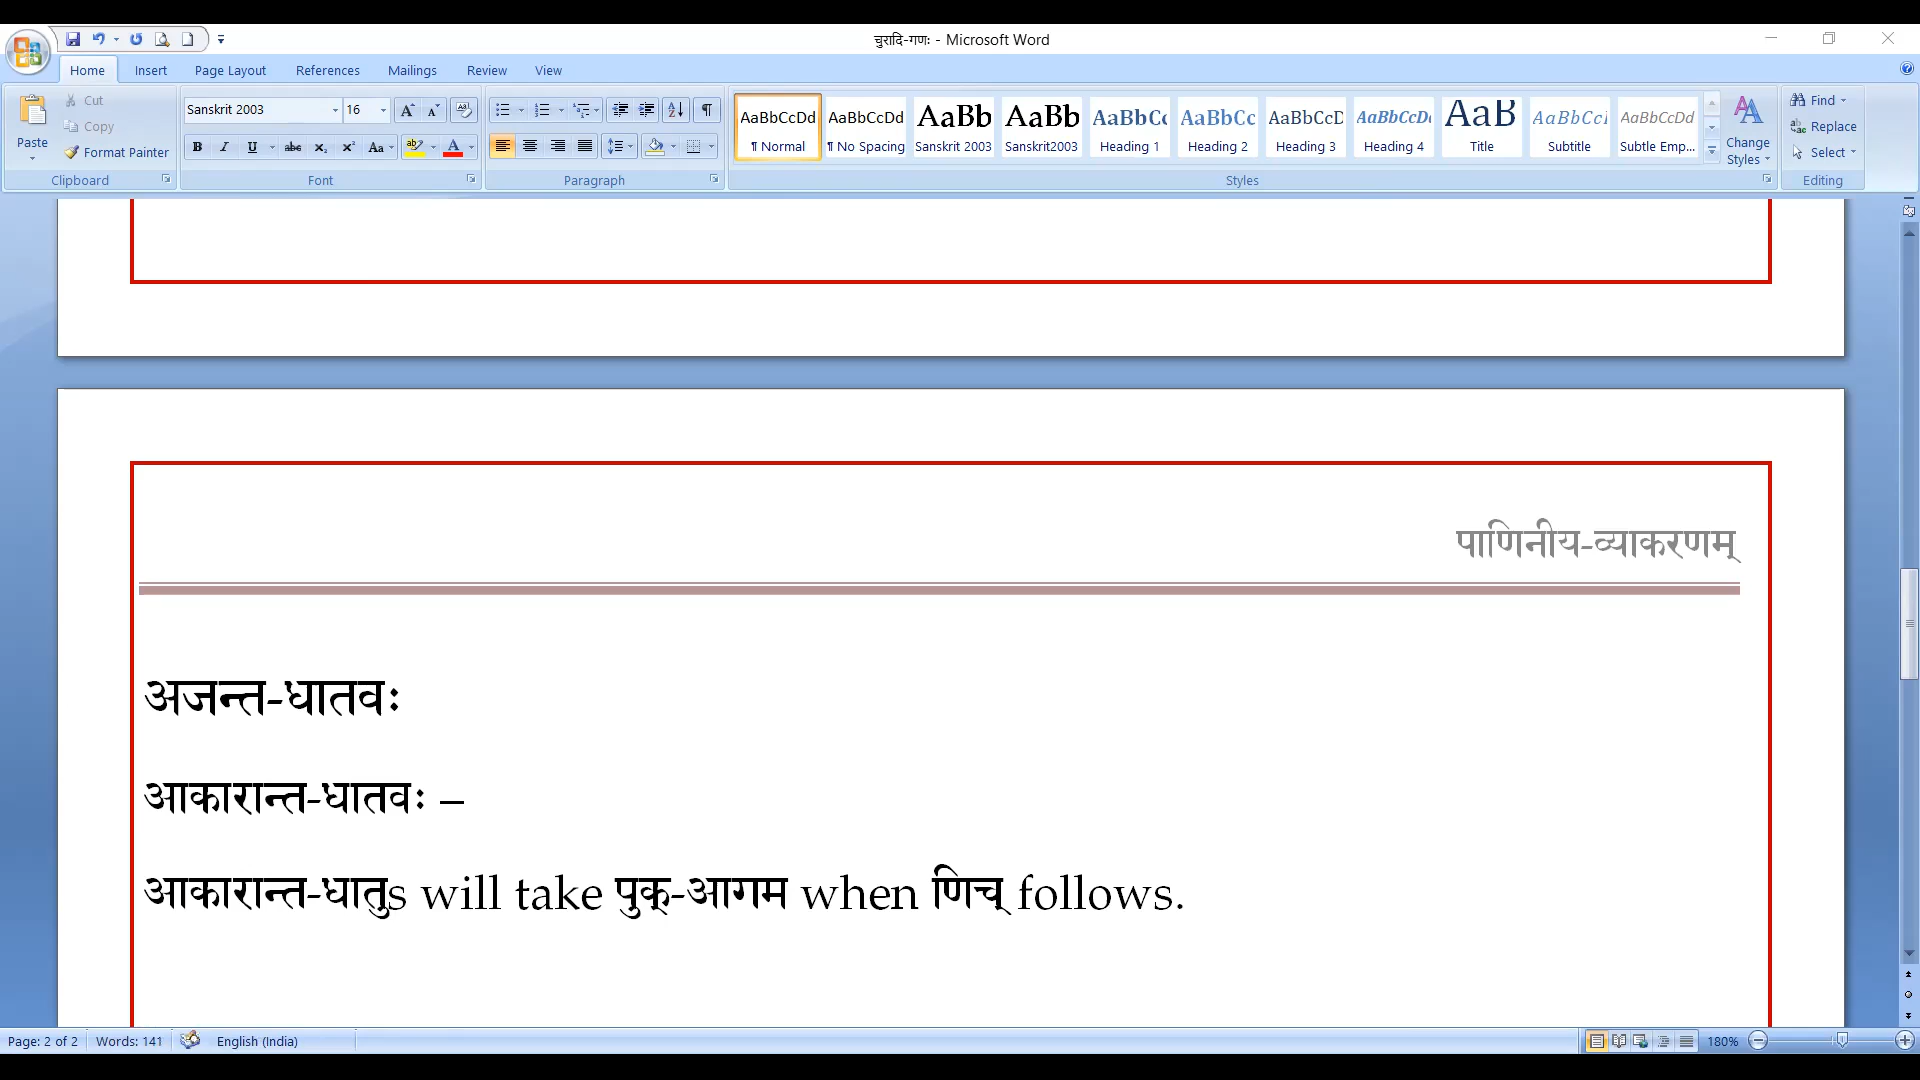 चुरादि-गणः - Microsoft Word
Home Insert Page Layout References Mailings Review View
Paste
Cut
Copy
Format Painter
Clipboard
Sanskrit 2003 16
Font
Paragraph
AaBbCcDd AaBbCcDd AaBb AaBb AaBbCc AaBbCc AaBbCcD AaBbCcD AaB AaBbCc AaBbCcDd
¶ Normal ¶ No Spacing Sanskrit 2003 Sanskrit2003 Heading 1 Heading 2 Heading 3 Heading 4 Title Subtitle Subtle Emp...
Change Styles
Styles
Find
Replace
Select
Editing
पाणिनीय-व्याकरणम्
अजन्त-धातवः
आकारान्त-धातवः –
आकारान्त-धातुs will take पुक्-आगम when णिच् follows.
Page: 2 of 2 Words: 141 English (India) 180%